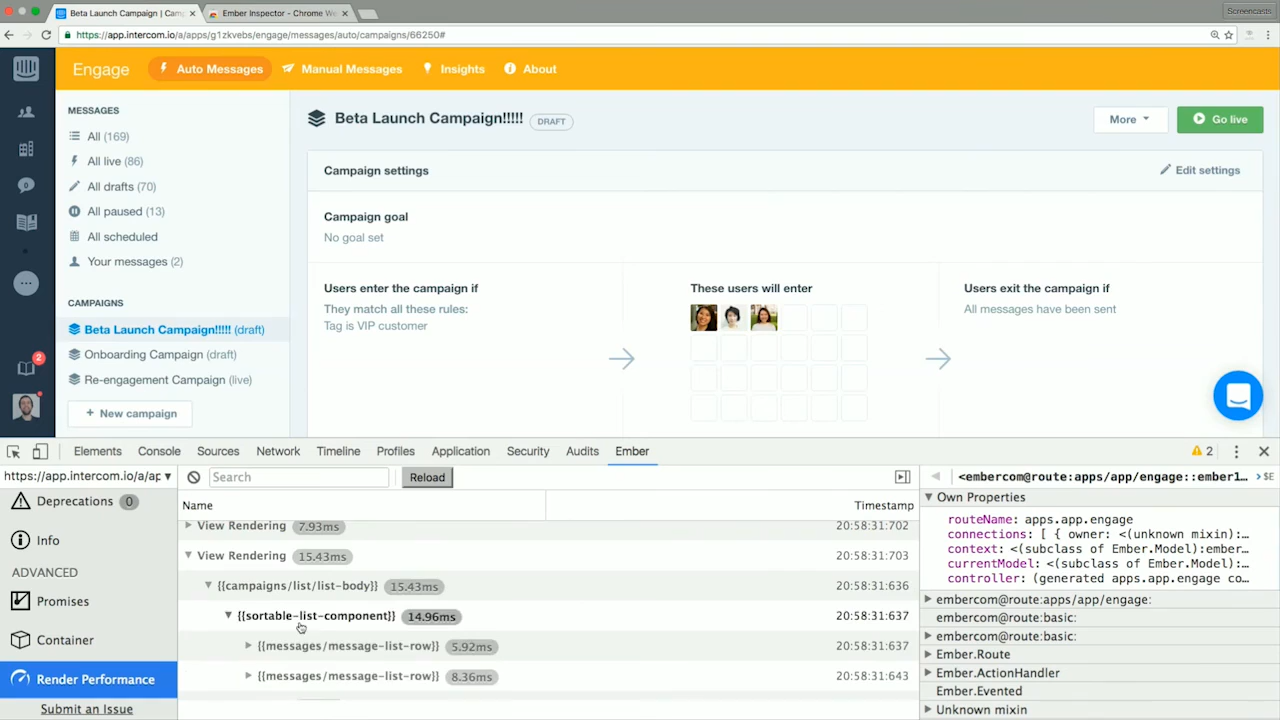 Beta Launch Campaign | Camp
Ember Inspector - Chrome We
Screencasts
https://app.intercom.io/a/apps/g1zkvebs/engage/messages/auto/campaigns/66250#
Engage
Auto Messages
Manual Messages
Insights
About
MESSAGES
All (169)
All live (86)
All drafts (70)
All paused (13)
All scheduled
Your messages (2)
CAMPAIGNS
Beta Launch Campaign!!!!! (draft)
Onboarding Campaign (draft)
Re-engagement Campaign (live)
+ New campaign
0
2
Beta Launch Campaign!!!!! DRAFT
More
Go live
Campaign settings
Edit settings
Campaign goal
No goal set
Users enter the campaign if
They match all these rules:
Tag is VIP customer
These users will enter
Users exit the campaign if
All messages have been sent
Elements Console Sources Network Timeline Profiles Application Security Audits Ember
2
https://app.intercom.io/a/ap
Deprecations 0
Info
ADVANCED
Promises
Container
Render Performance
Submit an Issue
Search
Reload
Name
Timestamp
View Rendering 7.93ms 20:58:31:702
View Rendering 15.43ms 20:58:31:703
{{campaigns/list/list-body}} 15.43ms 20:58:31:636
{{sortable-list-component}} 14.96ms 20:58:31:637
{{messages/message-list-row}} 5.92ms 20:58:31:637
{{messages/message-list-row}} 8.36ms 20:58:31:643
<embercom@route:apps/app/engage::ember1… >$E
Own Properties
routeName: apps.app.engage
connections: [ { owner: <(unknown mixin):…
context: <(subclass of Ember.Model):ember…
currentModel: <(subclass of Ember.Model):…
controller: (generated apps.app.engage co…
embercom@route:apps/app/engage:
embercom@route:basic:
embercom@route:basic:
Ember.Route
Ember.ActionHandler
Ember.Evented
Unknown mixin